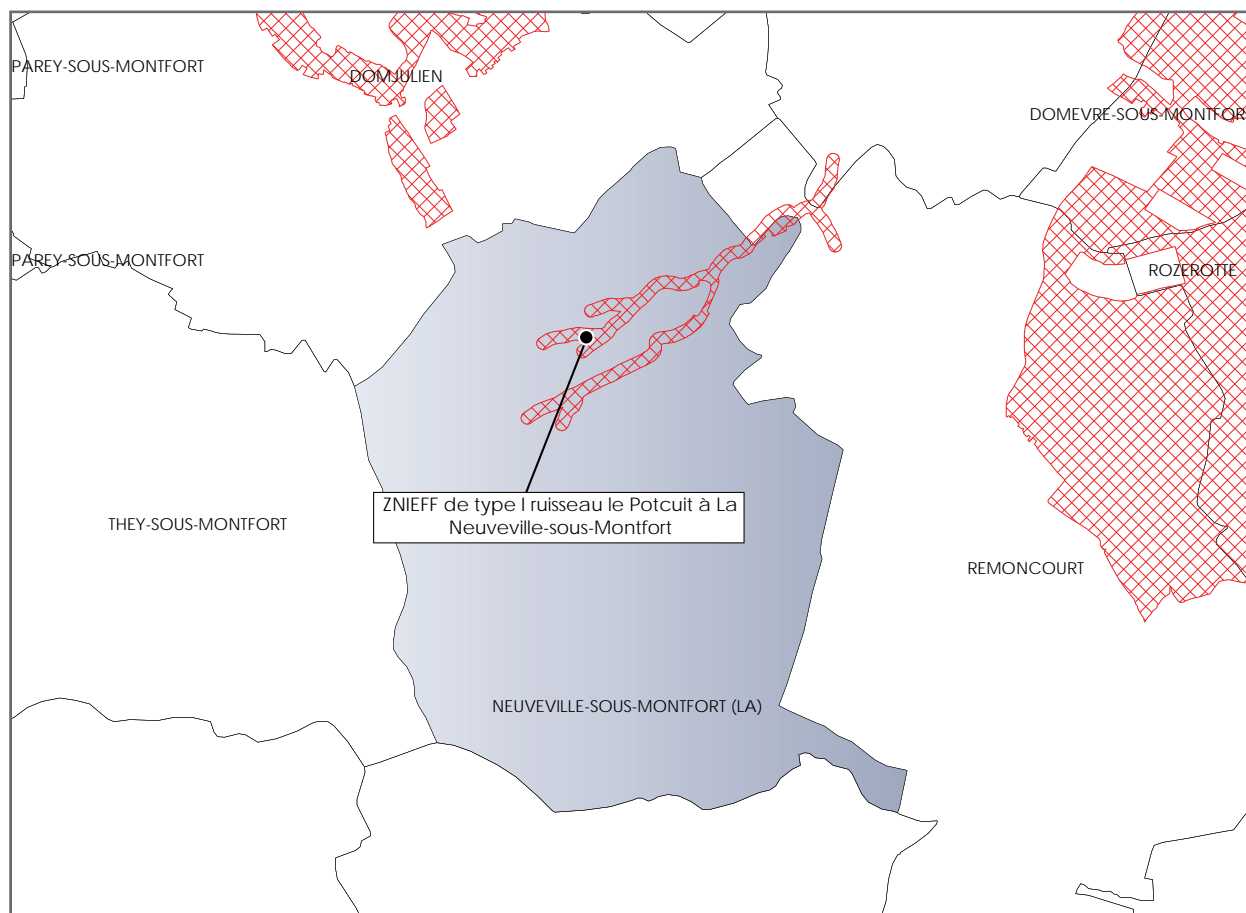 PAREY-SOUS-MONTFORT
DOMJULIEN
DOMEVRE-SOUS-MONTFOR
PAREY-SOUS-MONTFORT
ROZEROTTE
ZNIEFF de type I ruisseau le Potcuit à La
Neuveville-sous-Montfort
THEY-SOUS-MONTFORT
REMONCOURT
NEUVEVILLE-SOUS-MONTFORT (LA)